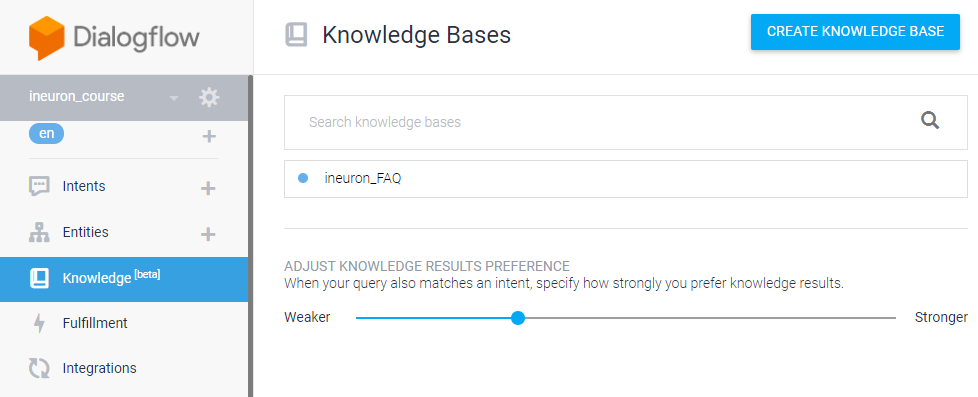 Dialogflow
ineuron_course
en
Intents
Entities
Knowledge [beta]
Fulfillment
Integrations
Knowledge Bases
CREATE KNOWLEDGE BASE
Search knowledge bases
ineuron_FAQ
ADJUST KNOWLEDGE RESULTS PREFERENCE
When your query also matches an intent, specify how strongly you prefer knowledge results.
Weaker
Stronger